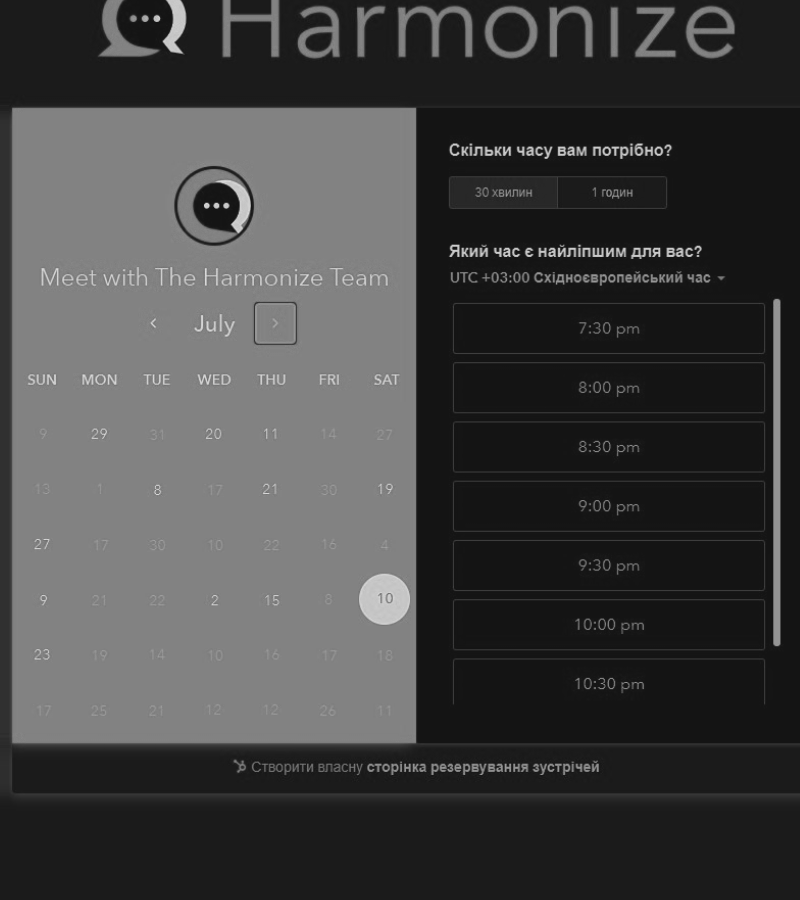 Harmonize
Meet with The Harmonize Team
July
SUN MON TUE WED THU FRI SAT
9 29 31 20 11 14 27
13 1 8 17 21 30 19
27 17 30 10 22 16 4
9 21 22 2 15 8 10
23 19 14 10 16 17 18
17 25 21 12 12 26 11
Скільки часу вам потрібно?
30 хвилин 1 годин
Який час є найліпшим для вас?
UTC +03:00 Східноєвропейський час
7:30 pm
8:00 pm
8:30 pm
9:00 pm
9:30 pm
10:00 pm
10:30 pm
Створити власну сторінка резервування зустрічей